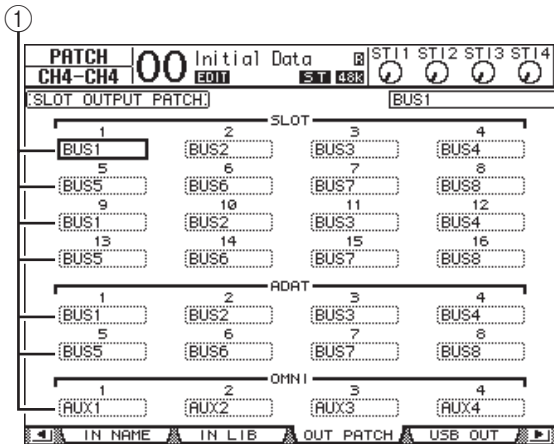 1
PATCH
CH4-CH4
00 Initial Data R
EDIT ST 48k
STI1 STI2 STI3 STI4
SLOT OUTPUT PATCH BUS1
SLOT
1 2 3 4
BUS1 BUS2 BUS3 BUS4
5 6 7 8
BUS5 BUS6 BUS7 BUS8
9 10 11 12
BUS1 BUS2 BUS3 BUS4
13 14 15 16
BUS5 BUS6 BUS7 BUS8
ADAT
1 2 3 4
BUS1 BUS2 BUS3 BUS4
5 6 7 8
BUS5 BUS6 BUS7 BUS8
OMNI
1 2 3 4
AUX1 AUX2 AUX3 AUX4
IN NAME IN LIB OUT PATCH USB OUT